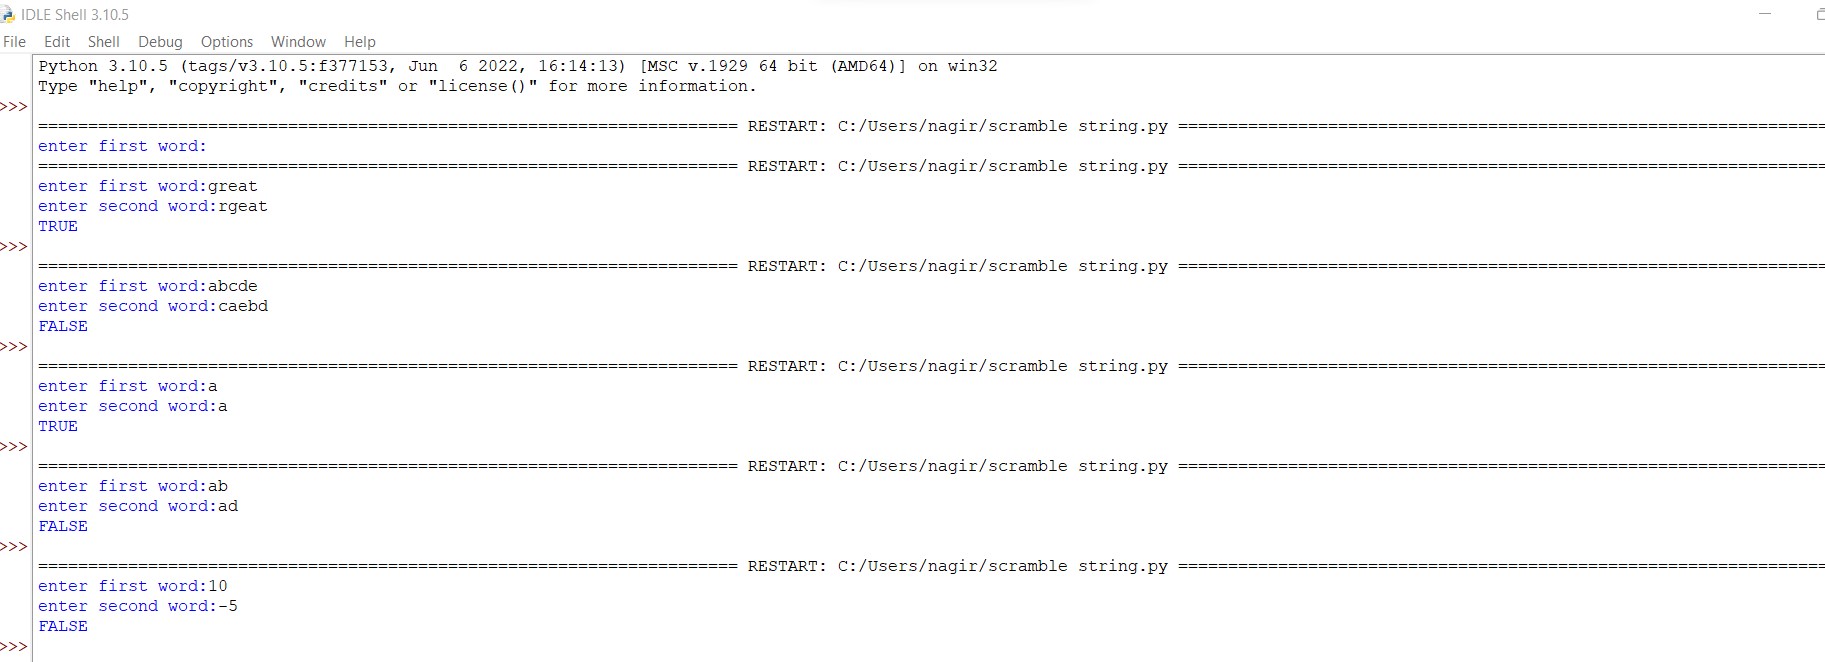 IDLE Shell 3.10.5
File Edit Shell Debug Options Window Help
Python 3.10.5 (tags/v3.10.5:f377153, Jun  6 2022, 16:14:13) [MSC v.1929 64 bit (AMD64)] on win32
Type "help", "copyright", "credits" or "license()" for more information.
>>>
====================================================================== RESTART: C:/Users/nagir/scramble string.py =================================================================
enter first word:
====================================================================== RESTART: C:/Users/nagir/scramble string.py =================================================================
enter first word:great
enter second word:rgeat
TRUE
>>>
====================================================================== RESTART: C:/Users/nagir/scramble string.py =================================================================
enter first word:abcde
enter second word:caebd
FALSE
>>>
====================================================================== RESTART: C:/Users/nagir/scramble string.py =================================================================
enter first word:a
enter second word:a
TRUE
>>>
====================================================================== RESTART: C:/Users/nagir/scramble string.py =================================================================
enter first word:ab
enter second word:ad
FALSE
>>>
====================================================================== RESTART: C:/Users/nagir/scramble string.py =================================================================
enter first word:10
enter second word:-5
FALSE
>>>